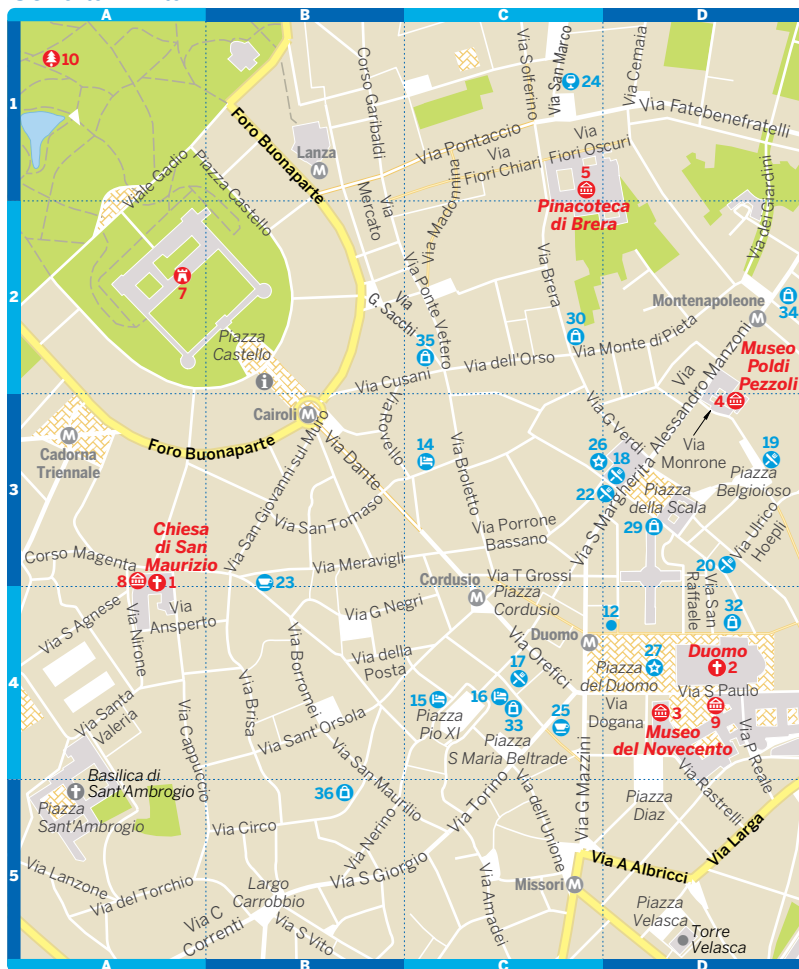 A
B
C
D
1
2
3
4
5
10
24
Via San Marco
Via Cernaia
Via Solferino
Corso Garibaldi
Via Fatebenefratelli
Foro Buonaparte
Lanza
M
Via Pontaccio
Via
Fiori Chiari
Via
Fiori Oscuri
5
Pinacoteca
di Brera
Viale Gadio
Piazza Castello
Via
Mercato
Via Madonnina
Via dei Giardini
7
Via Brera
Via Ponte Vetero
Via
G. Sacchi
Montenapoleone
M
34
30
35
Piazza
Castello
i
Via Monte di Pieta
Via dell'Orso
Via Cusani
Museo
Poldi
Pezzoli
4
Via
Alessandro Manzoni
Cairoli
M
Cadorna
Triennale
M
Foro Buonaparte
Via Rovello
Via Dante
14
Via Broletto
Via G Verdi
26
18
22
Via S Margherita
Via
Monrone
19
Piazza
Belgioioso
Piazza
della Scala
29
Via San Giovanni sul Muro
Via San Tomaso
Via Porrone
Bassano
Via Ulrico
Hoepli
20
Chiesa
di San
Maurizio
Corso Magenta
8
1
Via Meravigli
23
Via T Grossi
Cordusio
M
Piazza
Cordusio
Via San
Raffaele
32
12
Via S Agnese
Via Nirone
Via
Ansperto
Via G Negri
Duomo
M
Via Orefici
17
Via della
Posta
Via Borromei
Piazza
del Duomo
27
Duomo
2
15
16
33
25
Piazza
Pio XI
Via
Dogana
3
Via S Paulo
9
Museo
del Novecento
Via Santa
Valeria
Via Brisa
Via Sant'Orsola
Piazza
S Maria Beltrade
Via P Reale
Via Cappuccio
Basilica di
Sant'Ambrogio
Piazza
Sant'Ambrogio
36
Via San Maurilio
Via G Mazzini
Via Rastrelli
Via Torino
Via dell'Unione
Piazza
Diaz
Via Larga
Via Circo
Via Nerino
Via A Albricci
Via Lanzone
Via del Torchio
Largo
Carrobbio
Via S Giorgio
Via Amadei
Missori
M
Piazza
Velasca
Via C
Correnti
Via S Vito
Torre
Velasca
A
B
C
D